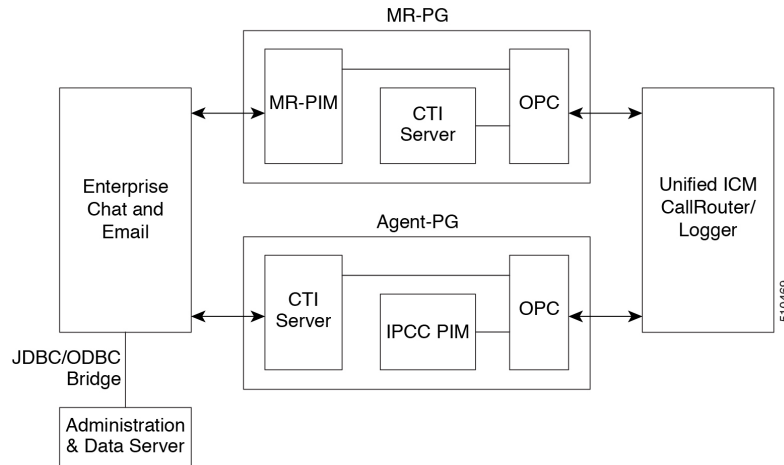 MR-PG
MR-PIM
CTI
Server
OPC
Enterprise
Chat and
Email
Unified ICM
CallRouter/
Logger
Agent-PG
CTI
Server
IPCC PIM
OPC
JDBC/ODBC
Bridge
Administration
& Data Server